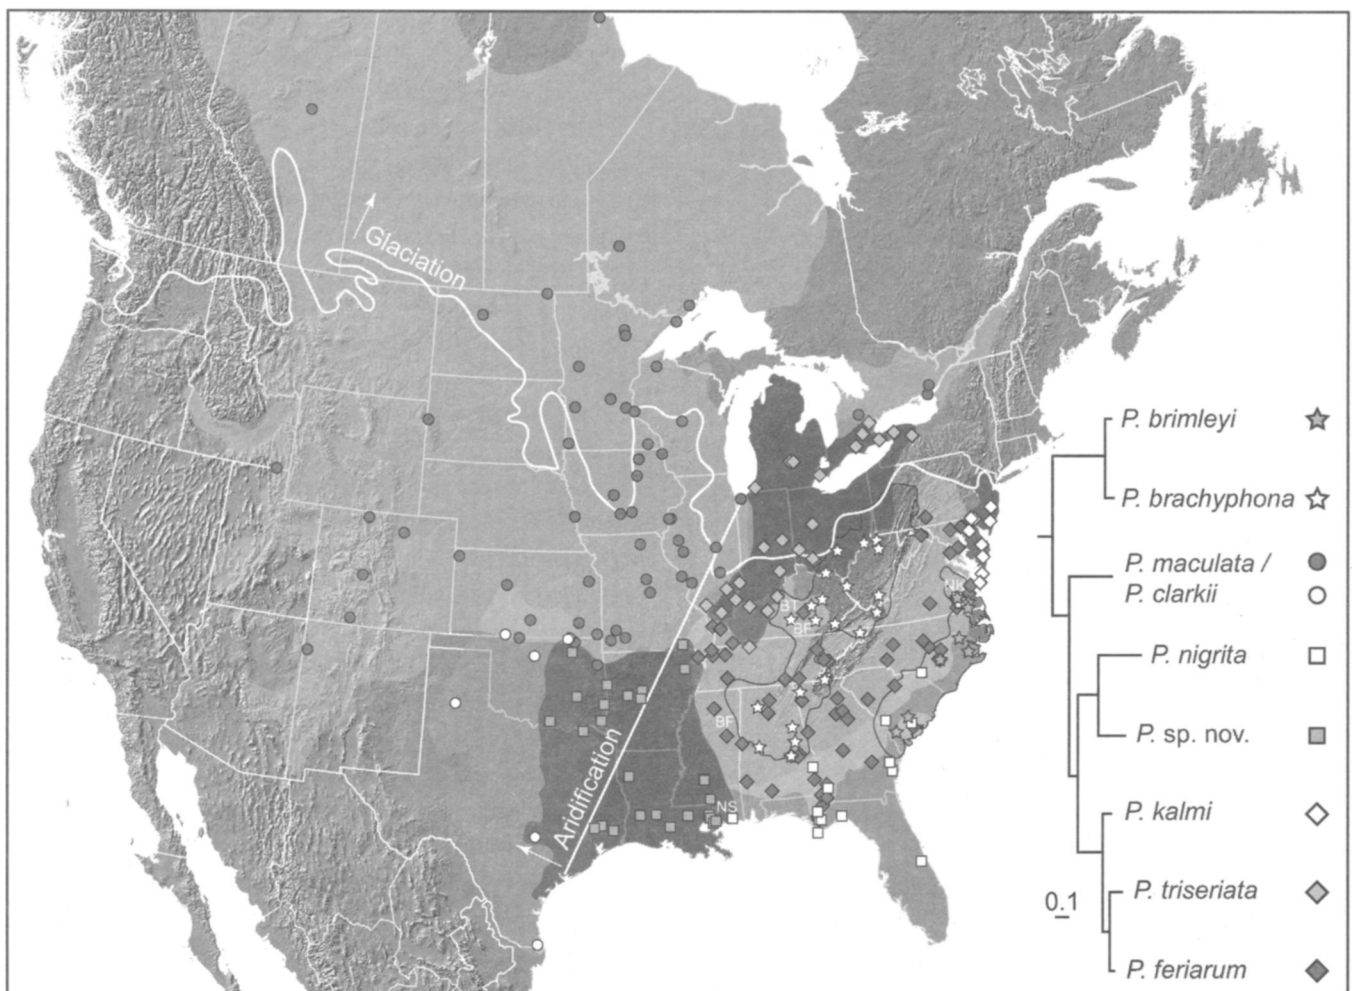 Glaciation
Aridification
BT
BF
BF
NS
NK
P. brimleyi
P. brachyphona
P. maculata /
P. clarkii
P. nigrita
P. sp. nov.
P. kalmi
P. triseriata
P. feriarum
0.1